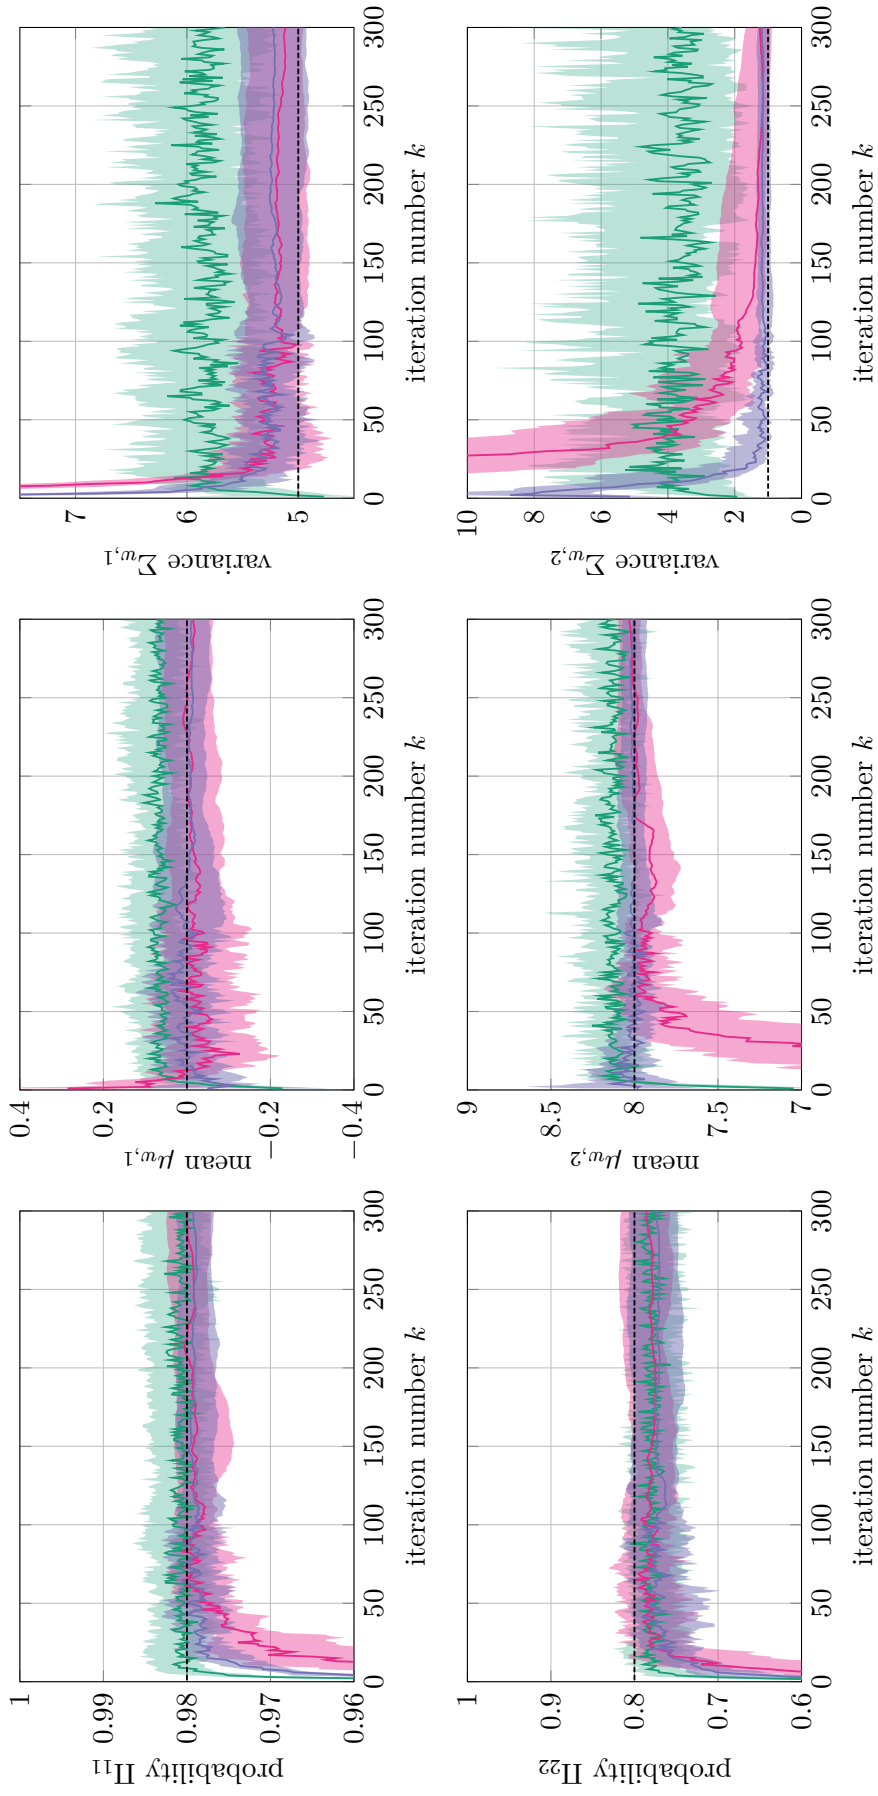 1
0.99
0.98
0.97
0.96
0 50 100 150 200 250 300
iteration number k
probability Π11
0.4
0.2
0
−0.2
−0.4
0 50 100 150 200 250 300
iteration number k
mean μw,1
7
6
5
0 50 100 150 200 250 300
iteration number k
variance Σw,1
1
0.9
0.8
0.7
0.6
0 50 100 150 200 250 300
iteration number k
probability Π22
9
8.5
8
7.5
7
0 50 100 150 200 250 300
iteration number k
mean μw,2
10
8
6
4
2
0
0 50 100 150 200 250 300
iteration number k
variance Σw,2